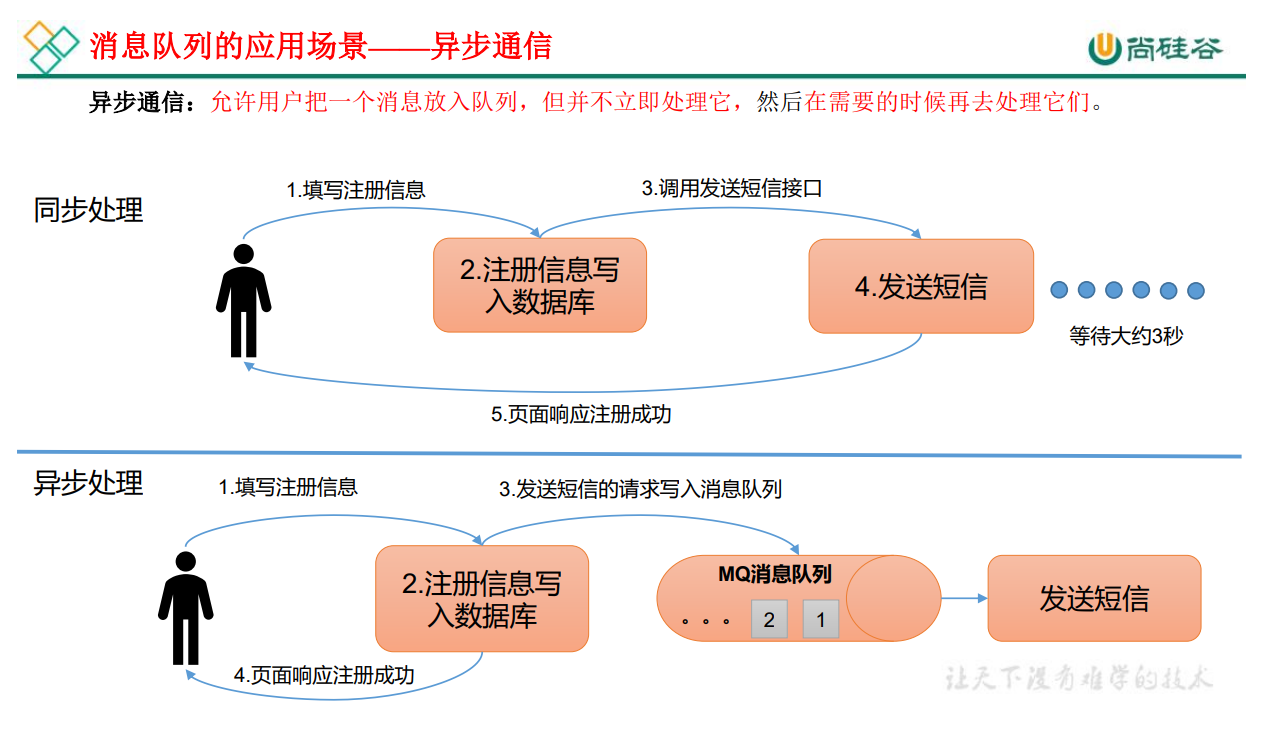 消息队列的应用场景——异步通信
尚硅谷
异步通信：允许用户把一个消息放入队列，但并不立即处理它，然后在需要的时候再去处理它们。
同步处理
1.填写注册信息
3.调用发送短信接口
2.注册信息写
入数据库
4.发送短信
等待大约3秒
5.页面响应注册成功
异步处理
1.填写注册信息
3.发送短信的请求写入消息队列
2.注册信息写
入数据库
MQ消息队列
。。。 2 1
发送短信
4.页面响应注册成功
让天下没有难学的技术